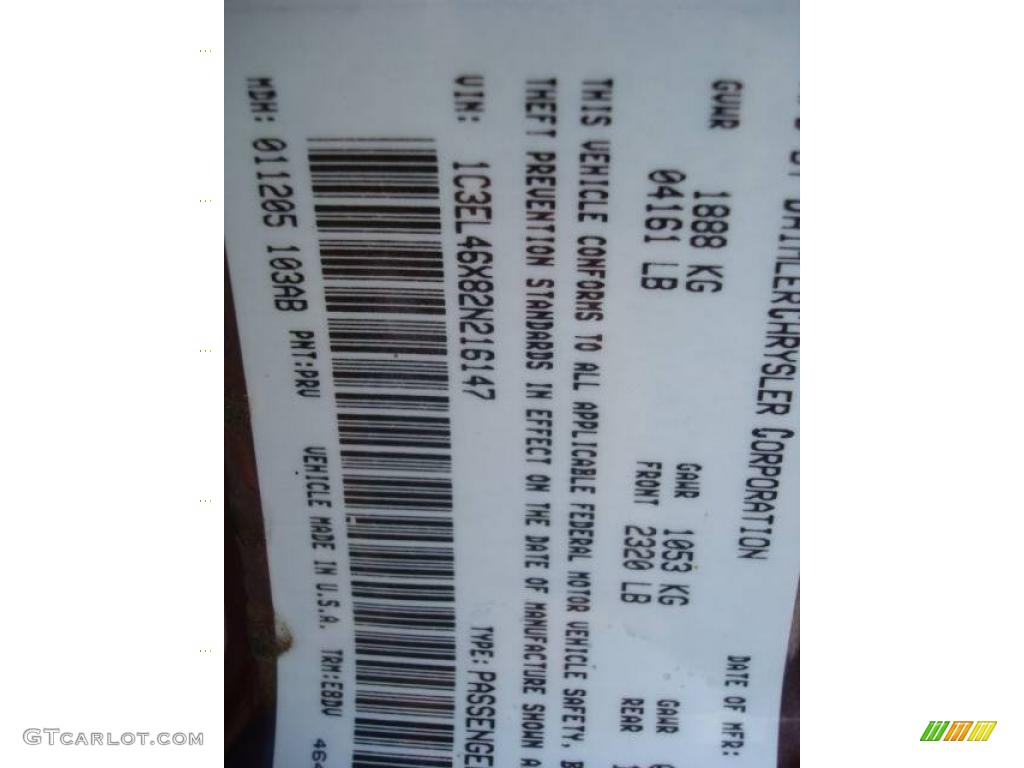 DAIMLERCHRYSLER CORPORATION
DATE OF MFR:
GVWR
1888 KG
04161 LB
GAWR FRONT
1053 KG
2320 LB
GAWR REAR
THIS VEHICLE CONFORMS TO ALL APPLICABLE FEDERAL MOTOR VEHICLE SAFETY, B
THEFT PREVENTION STANDARDS IN EFFECT ON THE DATE OF MANUFACTURE SHOWN A
VIN: 1C3EL46X82N216147 TYPE: PASSENGE
MDH: 011205 103AB PNT:PRV VEHICLE MADE IN U.S.A. TRM:E8DV 464
GTCARLOT.COM